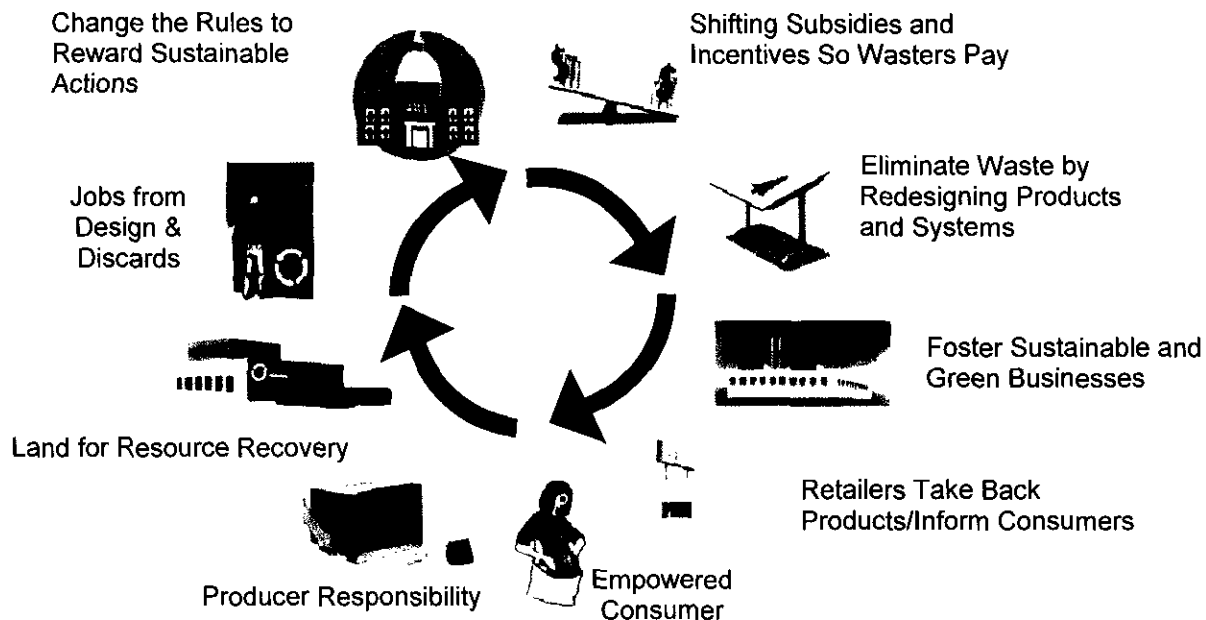 Change the Rules to
Reward Sustainable
Actions
Shifting Subsidies and
Incentives So Wasters Pay
Eliminate Waste by
Redesigning Products
and Systems
Foster Sustainable and
Green Businesses
Retailers Take Back
Products/Inform Consumers
Empowered
Consumer
Producer Responsibility
Land for Resource Recovery
Jobs from
Design &
Discards